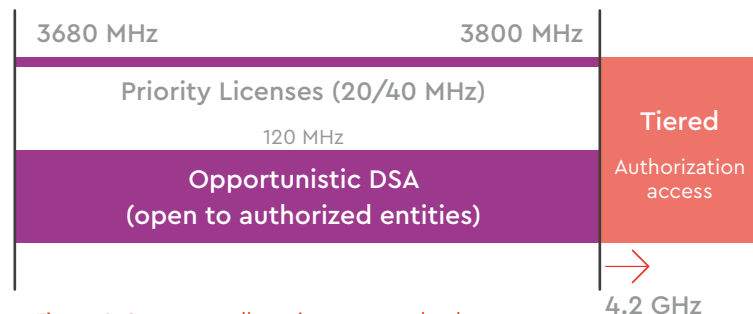 3680 MHz
3800 MHz
Priority Licenses (20/40 MHz)
120 MHz
Opportunistic DSA
(open to authorized entities)
Tiered
Authorization
access
4.2 GHz